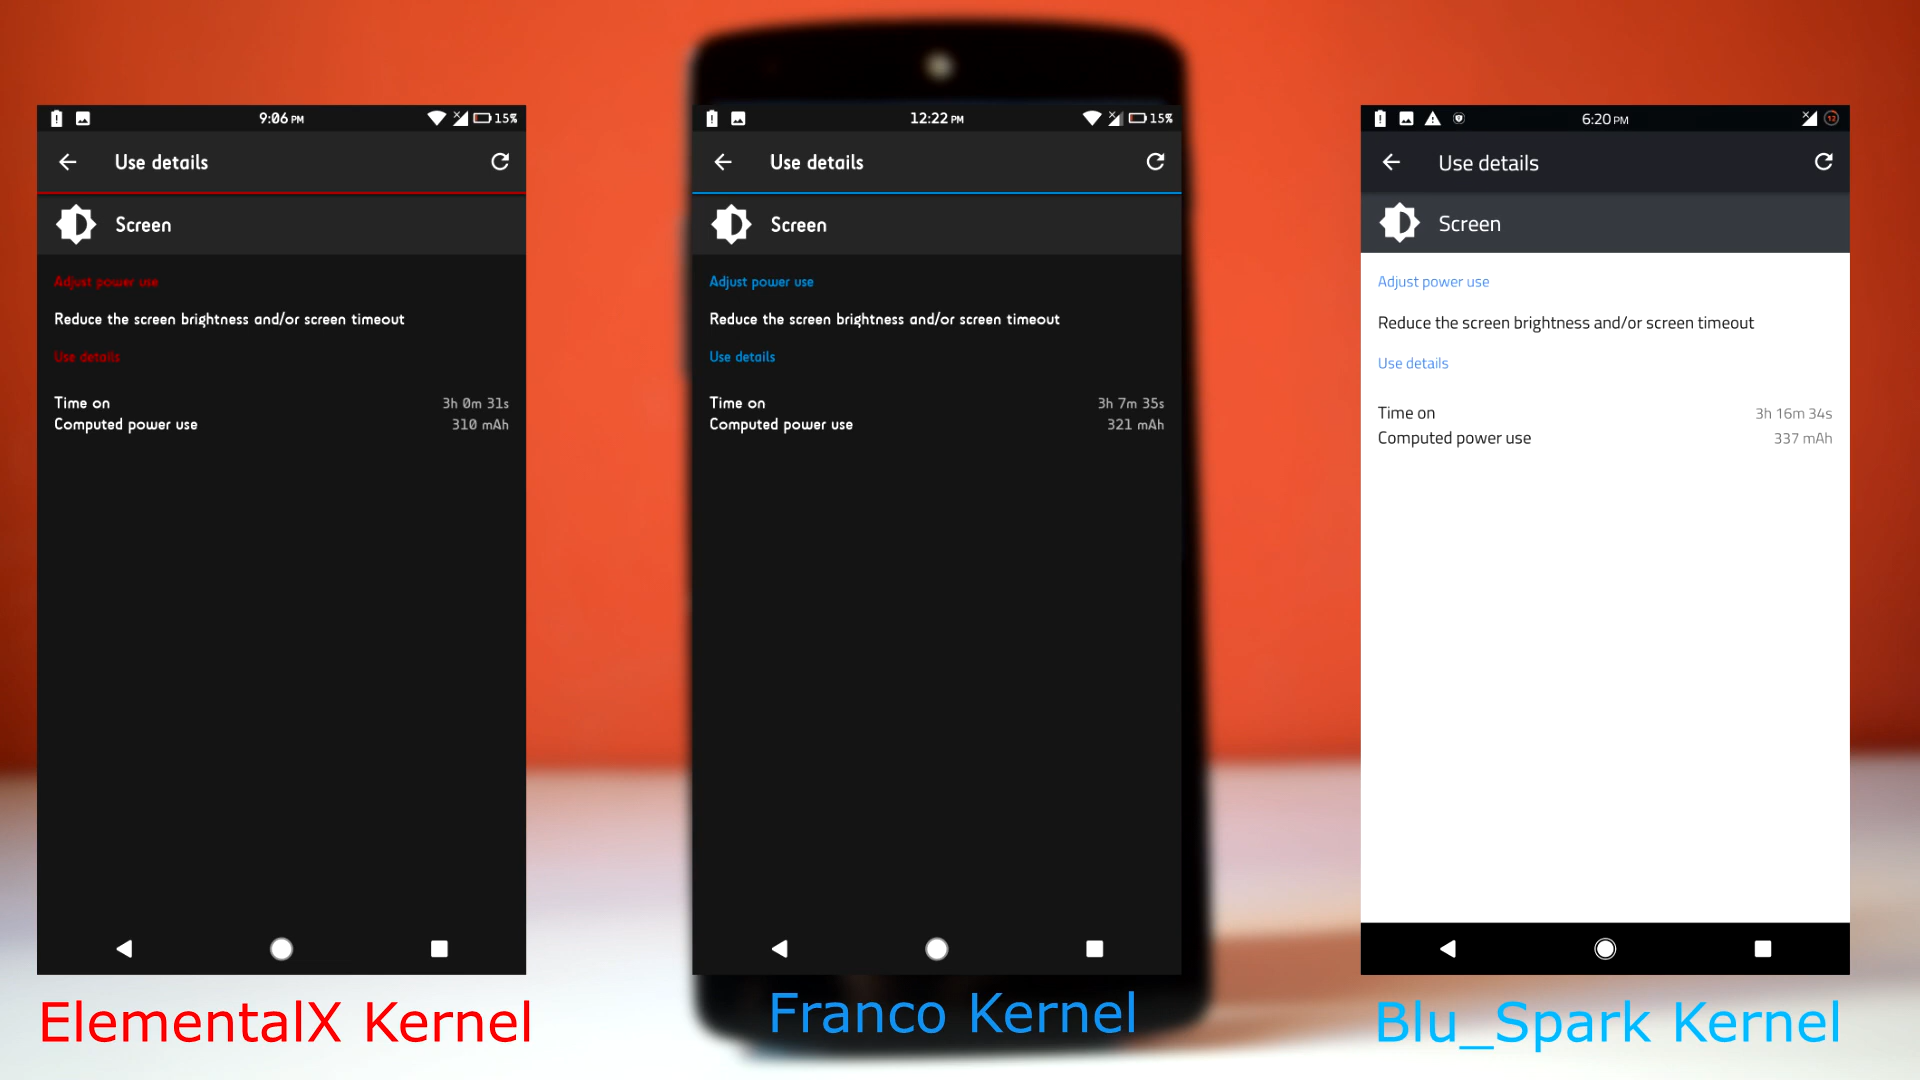 9:06 PM
15%
Use details
Screen
Adjust power use
Reduce the screen brightness and/or screen timeout
Use details
Time on 3h 0m 31s
Computed power use 310 mAh
ElementalX Kernel
12:22 PM
15%
Use details
Screen
Adjust power use
Reduce the screen brightness and/or screen timeout
Use details
Time on 3h 7m 35s
Computed power use 321 mAh
Franco Kernel
6:20 PM
12
Use details
Screen
Adjust power use
Reduce the screen brightness and/or screen timeout
Use details
Time on 3h 16m 34s
Computed power use 337 mAh
Blu_Spark Kernel